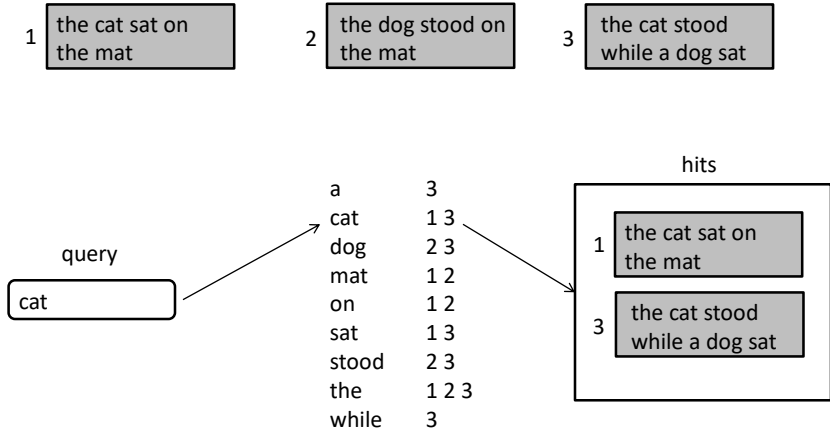 1 the cat sat on
the mat
2 the dog stood on
the mat
3 the cat stood
while a dog sat
query
cat
a 3
cat 1 3
dog 2 3
mat 1 2
on 1 2
sat 1 3
stood 2 3
the 1 2 3
while 3
hits
1 the cat sat on
the mat
3 the cat stood
while a dog sat